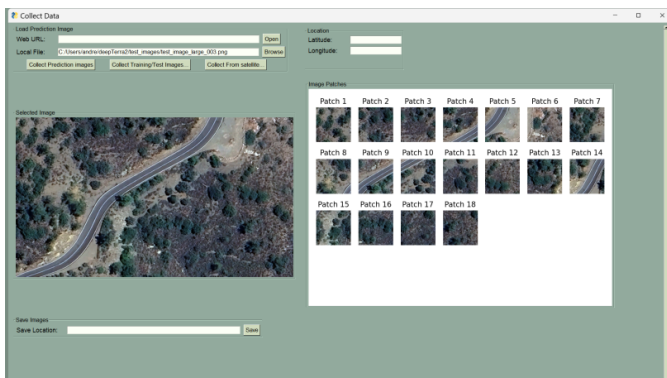 Collect Data
Load Prediction Image
Web URL:
Open
Local File: C:/Users/andre/deepTerra2/test_images/test_image_large_003.png
Browse
Collect Prediction images
Collect Training/Test Images...
Collect From satellite...
Location
Latitude:
Longitude:
Selected Image
Image Patches
Patch 1 Patch 2 Patch 3 Patch 4 Patch 5 Patch 6 Patch 7
Patch 8 Patch 9 Patch 10 Patch 11 Patch 12 Patch 13 Patch 14
Patch 15 Patch 16 Patch 17 Patch 18
Save Images
Save Location:
Save